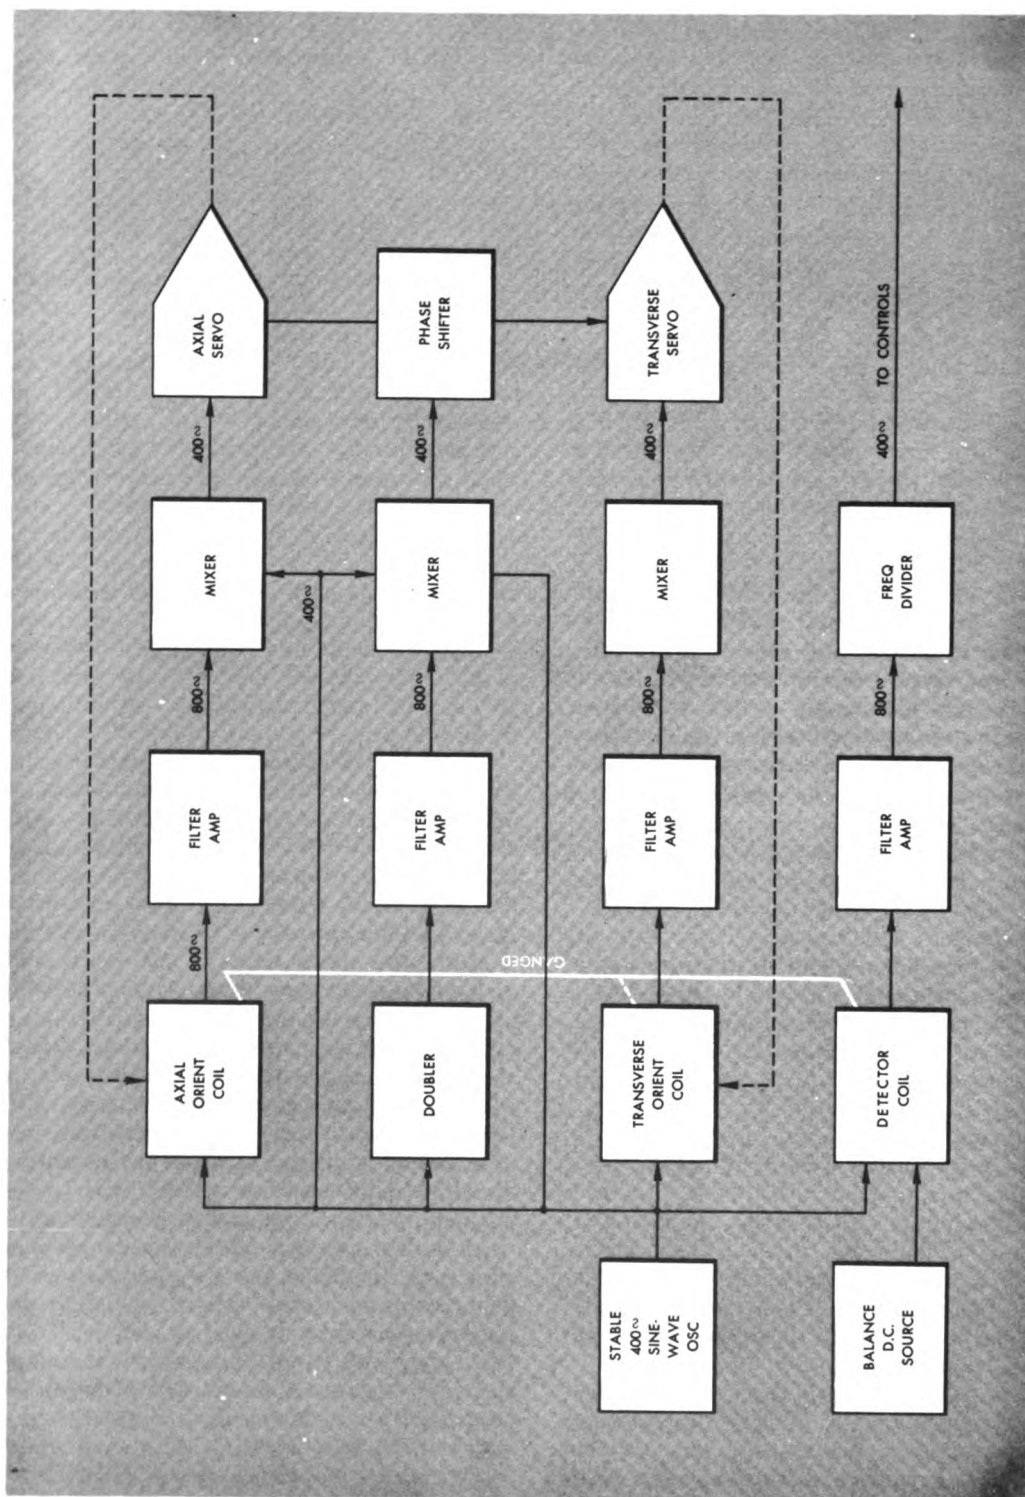 AXIAL
ORIENT
COIL
800~
FILTER
AMP
800~
MIXER
400~
AXIAL
SERVO
400~
DOUBLER
FILTER
AMP
800~
MIXER
400~
PHASE
SHIFTER
GANGED
STABLE
400~
SINE-
WAVE
OSC
TRANSVERSE
ORIENT
COIL
FILTER
AMP
800~
MIXER
400~
TRANSVERSE
SERVO
BALANCE
D.C.
SOURCE
DETECTOR
COIL
FILTER
AMP
800~
FREQ
DIVIDER
400~ TO CONTROLS